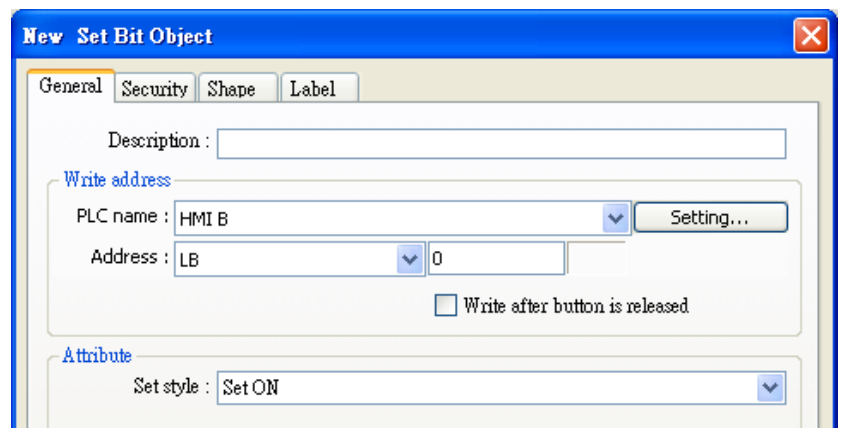 New Set Bit Object
General Security Shape Label
Description :
Write address
PLC name : HMI B Setting...
Address : LB 0
Write after button is released
Attribute
Set style : Set ON